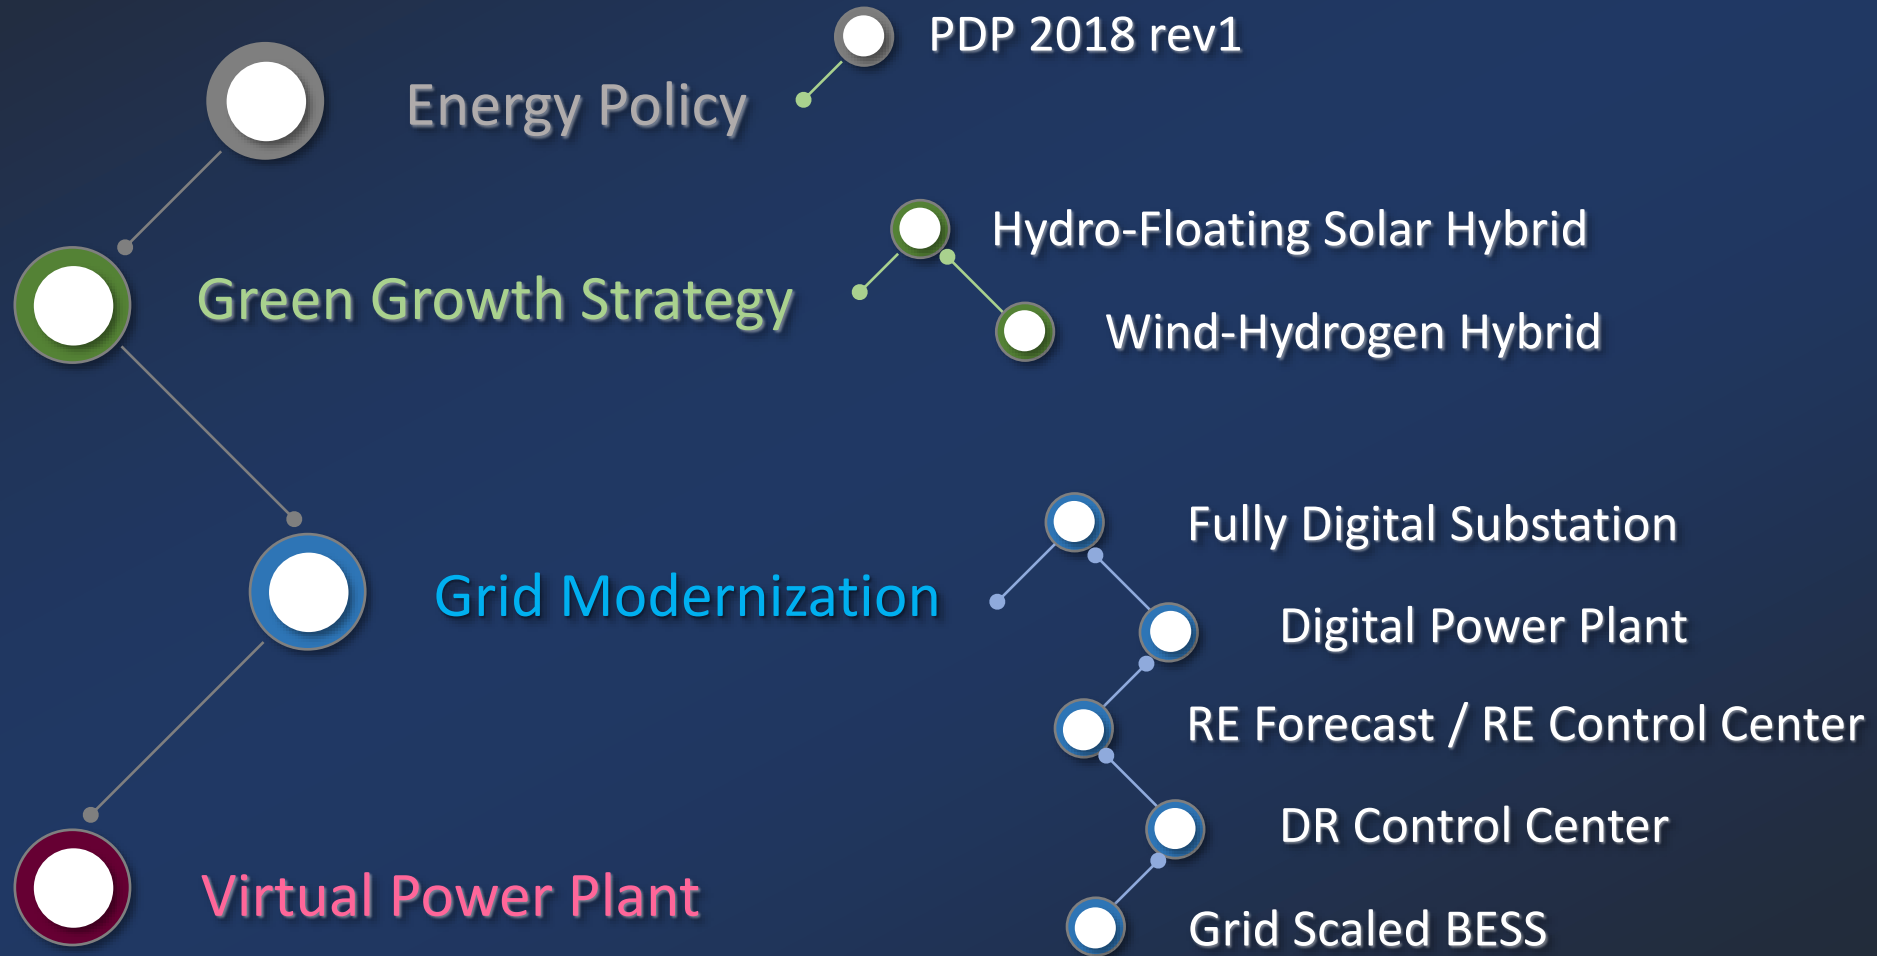 PDP 2018 rev1
Energy Policy
Hydro-Floating Solar Hybrid
Green Growth Strategy
Wind-Hydrogen Hybrid
Fully Digital Substation
Grid Modernization
Digital Power Plant
RE Forecast / RE Control Center
DR Control Center
Virtual Power Plant
Grid Scaled BESS